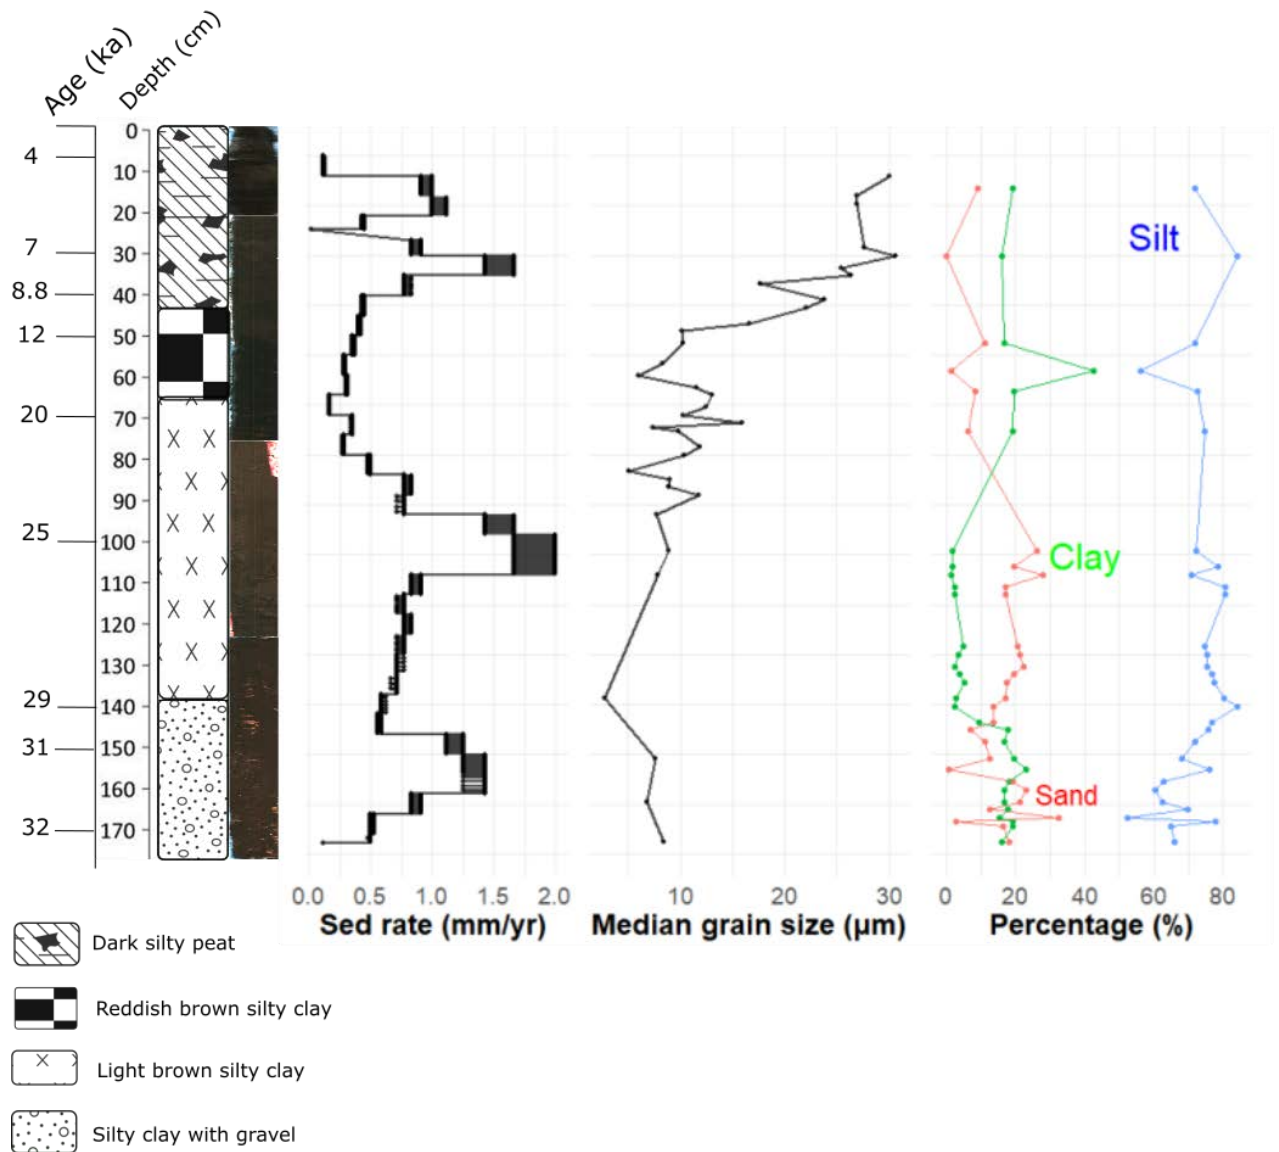 Age (ka)
Depth (cm)
4
7
8.8
12
20
25
29
31
32
0
10
20
30
40
50
60
70
80
90
100
110
120
130
140
150
160
170
Silt
Clay
Sand
0.0 0.5 1.0 1.5 2.0
Sed rate (mm/yr)
10 20 30
Median grain size (μm)
0 20 40 60 80
Percentage (%)
Dark silty peat
Reddish brown silty clay
Light brown silty clay
Silty clay with gravel